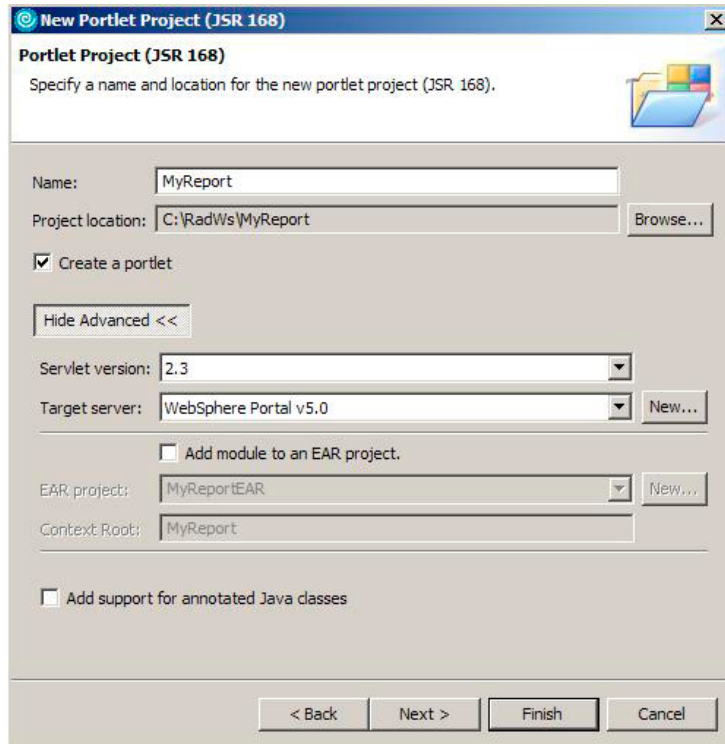 New Portlet Project (JSR 168)
Portlet Project (JSR 168)
Specify a name and location for the new portlet project (JSR 168).
Name: MyReport
Project location: C:\RadWs\MyReport Browse...
Create a portlet
Hide Advanced <<
Servlet version: 2.3
Target server: WebSphere Portal v5.0 New...
Add module to an EAR project.
EAR project: MyReportEAR New...
Context Root: MyReport
Add support for annotated Java classes
< Back Next > Finish Cancel